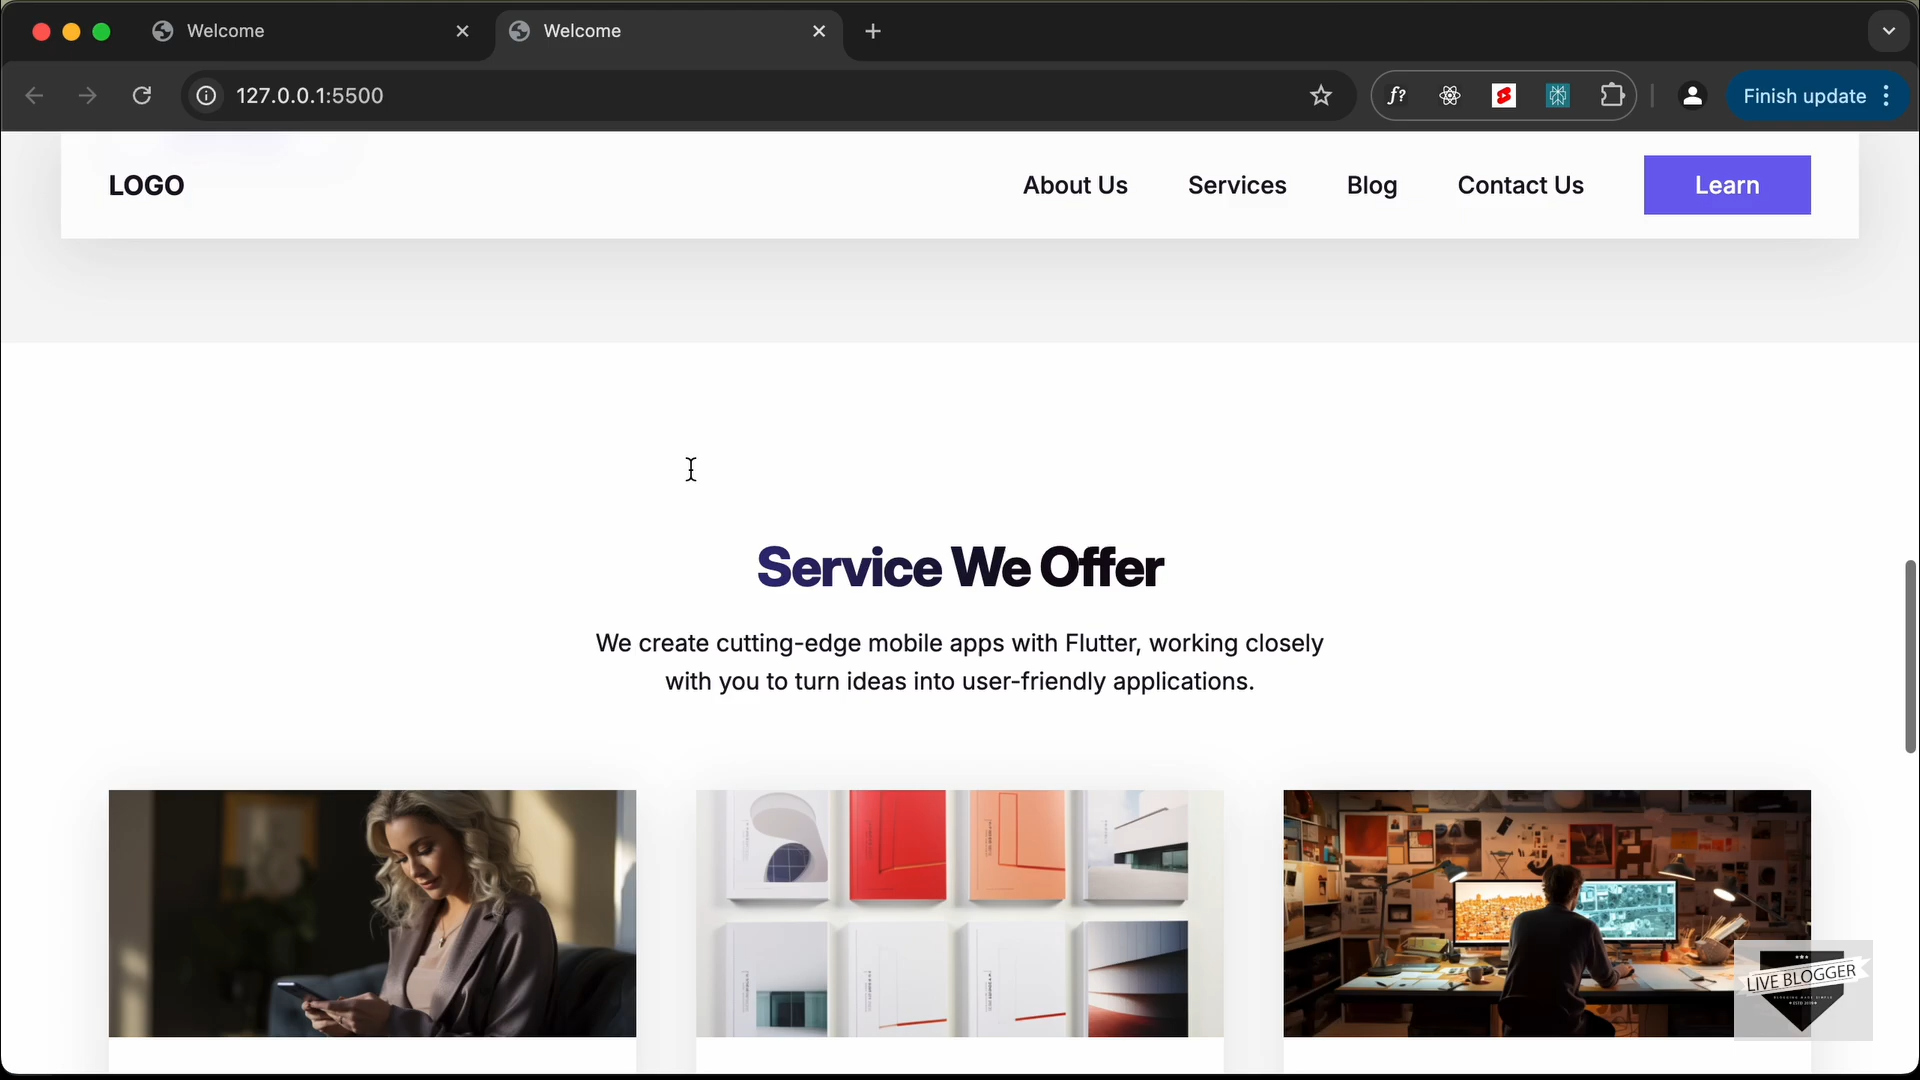 Welcome
Welcome
127.0.0.1:5500
f?
Finish update
LOGO
About Us
Services
Blog
Contact Us
Learn
Service We Offer
We create cutting-edge mobile apps with Flutter, working closely
with you to turn ideas into user-friendly applications.
LIVE BLOGGER